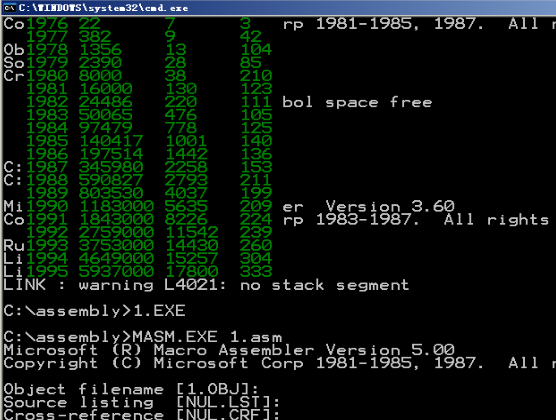 C:\WINDOWS\system32\cmd.exe
Co1976 22 7 3 rp 1981-1985, 1987. All r
1977 382 9 42
Ob1978 1356 13 104
So1979 2390 28 85
Cr1980 8000 38 210
1981 16000 130 123
1982 24486 220 111 bol space free
1983 50065 476 105
1984 97479 778 125
1985 140417 1001 140
1986 197514 1442 136
C:1987 345980 2258 153
C:1988 590827 2793 211
1989 803530 4037 199
Mi1990 1183000 5635 209 er Version 3.60
Co1991 1843000 8226 224 rp 1983-1987. All rights
1992 2759000 11542 239
Ru1993 3753000 14430 260
Li1994 4649000 15257 304
Li1995 5937000 17800 333
LINK : warning L4021: no stack segment
C:\assembly>1.EXE
C:\assembly>MASM.EXE 1.asm
Microsoft (R) Macro Assembler Version 5.00
Copyright (C) Microsoft Corp 1981-1985, 1987. All r
Object filename [1.OBJ]:
Source listing [NUL.LST]:
Cross-reference [NUL.CRF]: